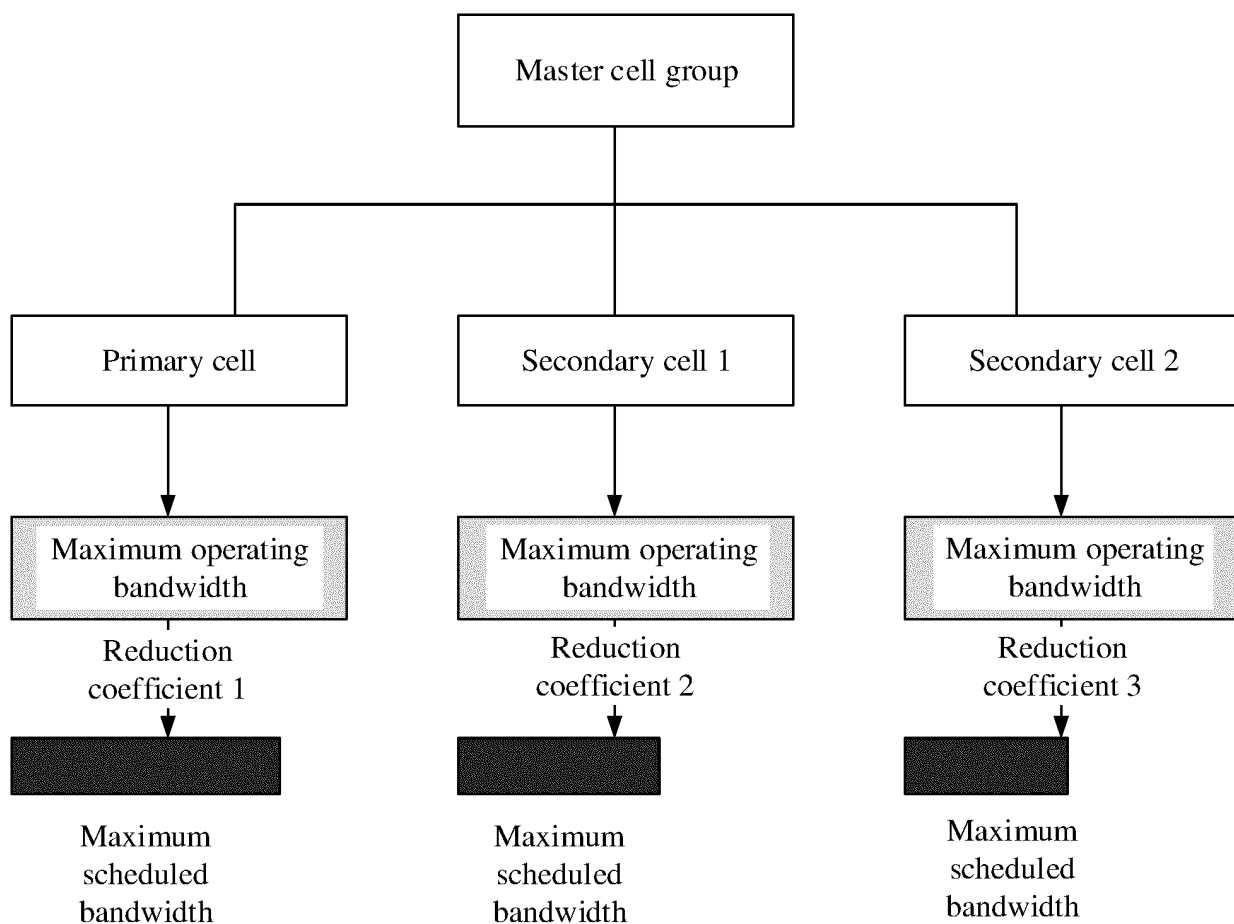 Master cell group
Primary cell
Secondary cell 1
Secondary cell 2
Maximum operating
bandwidth
Maximum operating
bandwidth
Maximum operating
bandwidth
Reduction
coefficient 1
Reduction
coefficient 2
Reduction
coefficient 3
Maximum
scheduled
bandwidth
Maximum
scheduled
bandwidth
Maximum
scheduled
bandwidth